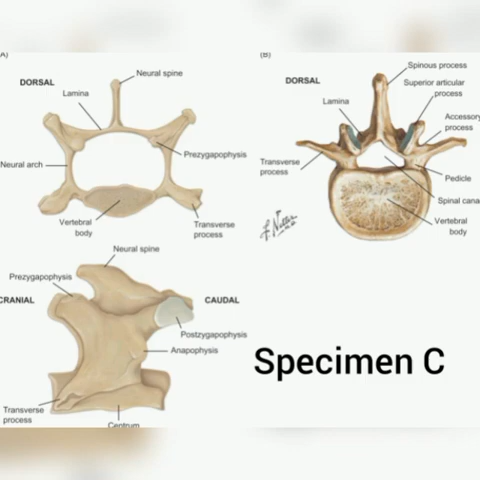 A)
DORSAL
Neural spine
Lamina
Prezygapophysis
Neural arch
Vertebral
body
Transverse
process
(B)
DORSAL
Spinous process
Superior articular
process
Lamina
Accessory
process
Transverse
process
Pedicle
Spinal cana
Vertebral
body
Neural spine
Prezygapophysis
CRANIAL
CAUDAL
Postzygapophysis
Anapophysis
Transverse
process
Centrum
Specimen C